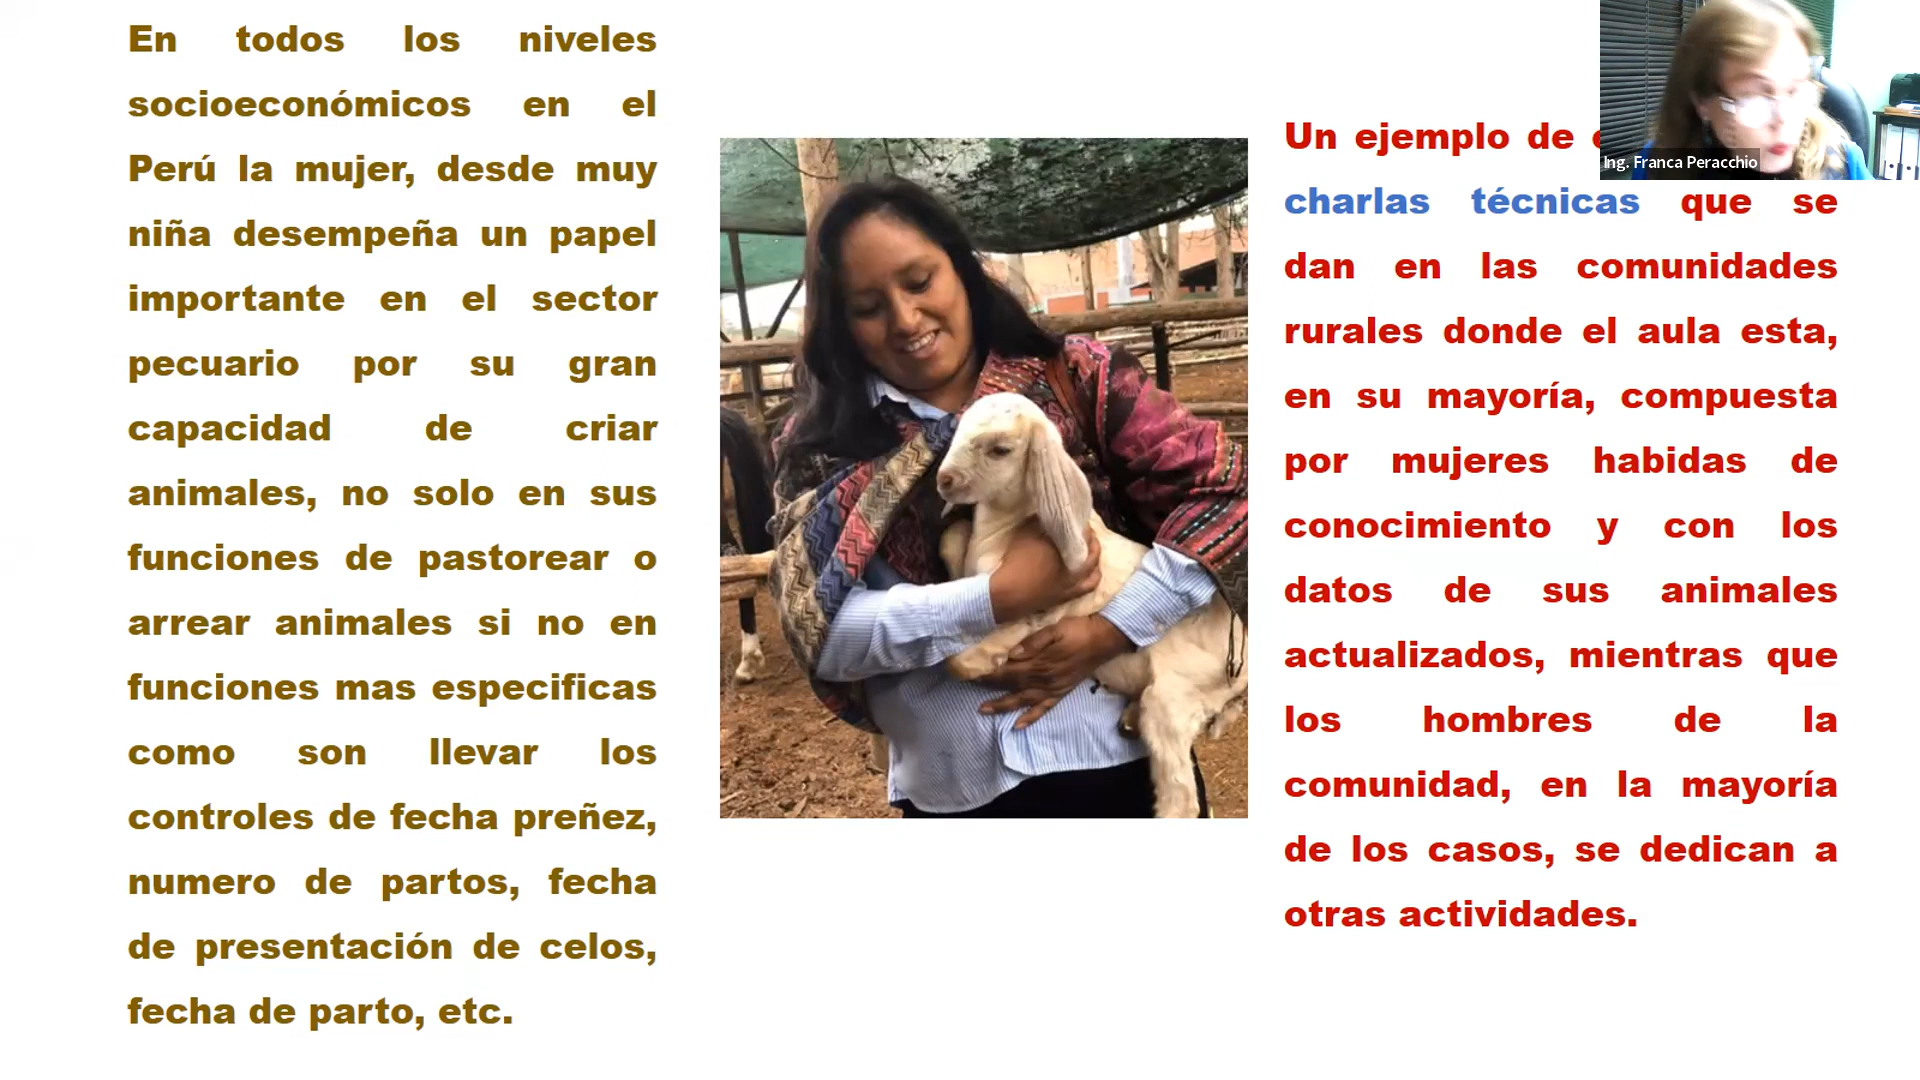 En todos los niveles
socioeconómicos en el
Perú la mujer, desde muy
niña desempeña un papel
importante en el sector
pecuario por su gran
capacidad de criar
animales, no solo en sus
funciones de pastorear o
arrear animales si no en
funciones mas especificas
como son llevar los
controles de fecha preñez,
numero de partos, fecha
de presentación de celos,
fecha de parto, etc.
Un ejemplo de
charlas técnicas que se
dan en las comunidades
rurales donde el aula esta,
en su mayoría, compuesta
por mujeres habidas de
conocimiento y con los
datos de sus animales
actualizados, mientras que
los hombres de la
comunidad, en la mayoría
de los casos, se dedican a
otras actividades.
Ing. Franca Peracchio